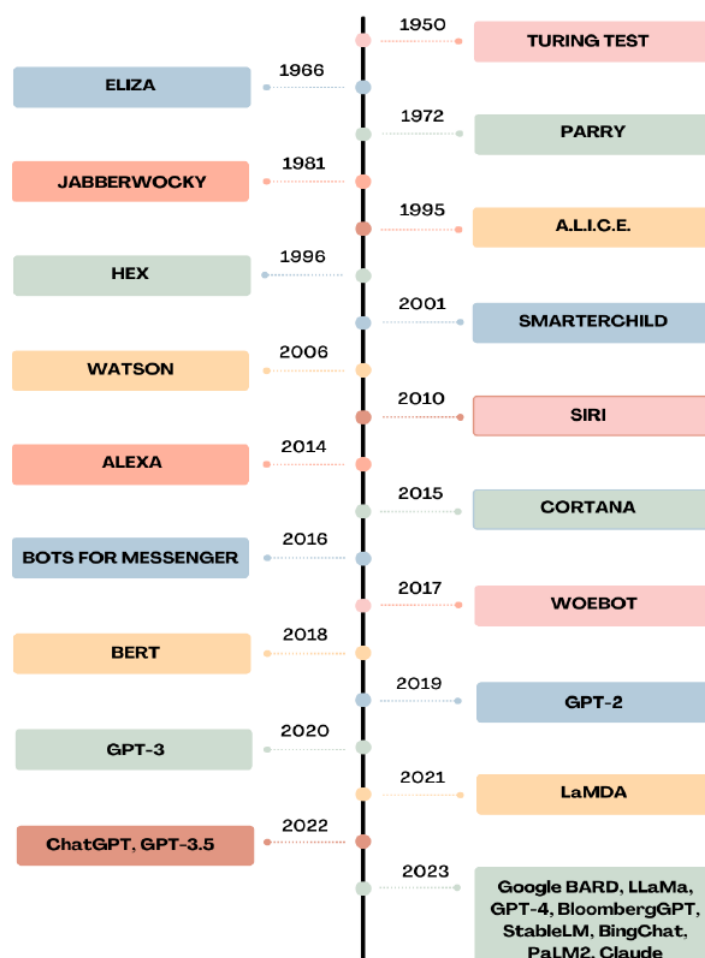 1950
TURING TEST
1966
ELIZA
1972
PARRY
1981
JABBERWOCKY
1995
A.L.I.C.E.
1996
HEX
2001
SMARTERCHILD
2006
WATSON
2010
SIRI
2014
ALEXA
2015
CORTANA
2016
BOTS FOR MESSENGER
2017
WOEBOT
2018
BERT
2019
GPT-2
2020
GPT-3
2021
LaMDA
2022
ChatGPT, GPT-3.5
2023
Google BARD, LLaMa,
GPT-4, BloombergGPT,
StableLM, BingChat,
PaLM2, Claude